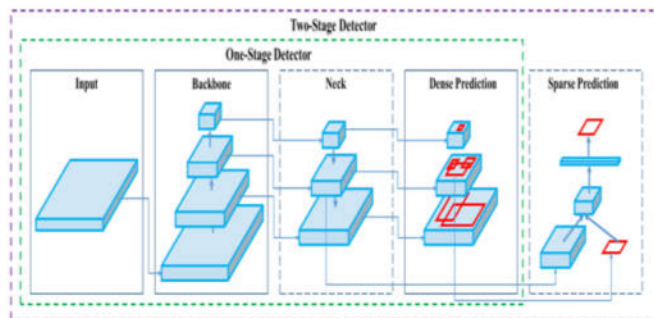 Two-Stage Detector
One-Stage Detector
Input
Backbone
Neck
Dense Prediction
Sparse Prediction